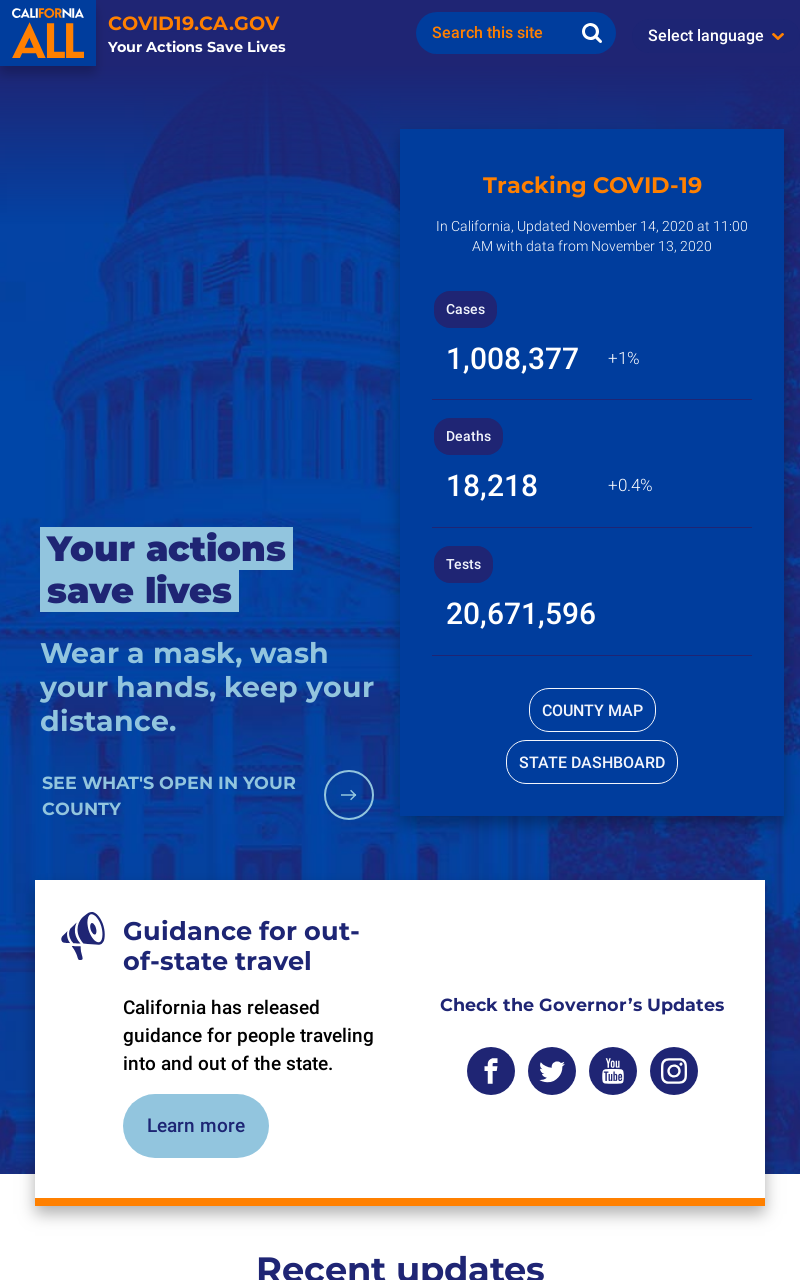 CALIFORNIA
ALL
COVID19.CA.GOV
Your Actions Save Lives
Search this site
Select language
Tracking COVID-19
In California, Updated November 14, 2020 at 11:00
AM with data from November 13, 2020
Cases
1,008,377 +1%
Deaths
18,218 +0.4%
Tests
20,671,596
COUNTY MAP
STATE DASHBOARD
Your actions
save lives
Wear a mask, wash
your hands, keep your
distance.
SEE WHAT'S OPEN IN YOUR
COUNTY
Guidance for out-
of-state travel
California has released
guidance for people traveling
into and out of the state.
Learn more
Check the Governor’s Updates
You
Tube
Recent updates